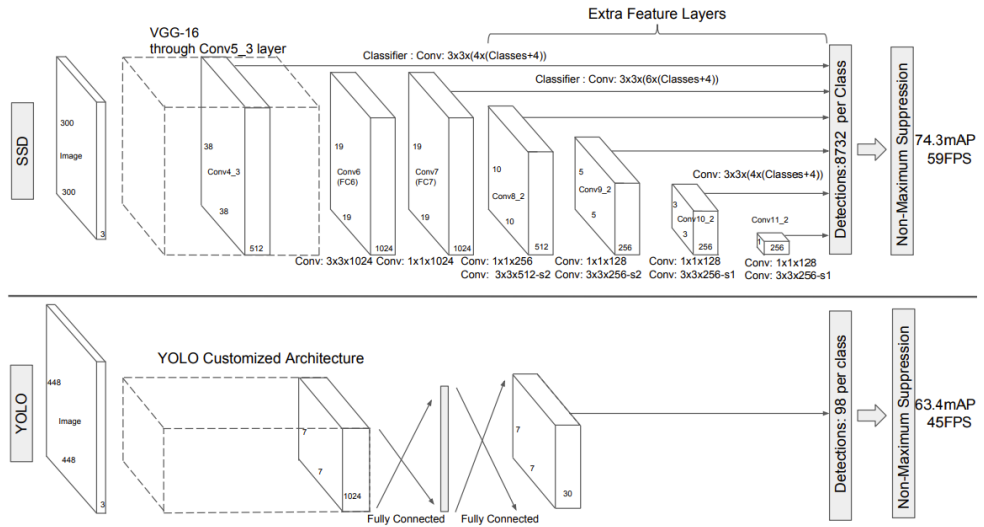 Extra Feature Layers
VGG-16
through Conv5_3 layer
Classifier : Conv: 3x3x(4x(Classes+4))
Classifier : Conv: 3x3x(6x(Classes+4))
SSD
300
Image
300
3
38
Conv4_3
38
512
19
Conv6
(FC6)
19
1024
19
Conv7
(FC7)
19
1024
10
Conv8_2
10
512
5
Conv9_2
5
256
Conv: 3x3x(4x(Classes+4))
3
Conv10_2
3
256
Conv11_2
1
256
Conv: 3x3x1024
Conv: 1x1x1024
Conv: 1x1x256
Conv: 3x3x512-s2
Conv: 1x1x128
Conv: 3x3x256-s2
Conv: 1x1x128
Conv: 3x3x256-s1
Conv: 1x1x128
Conv: 3x3x256-s1
Detections:8732 per Class
Non-Maximum Suppression
74.3mAP
59FPS
YOLO
448
Image
448
3
YOLO Customized Architecture
7
7
1024
Fully Connected
Fully Connected
7
7
30
Detections: 98 per class
Non-Maximum Suppression
63.4mAP
45FPS